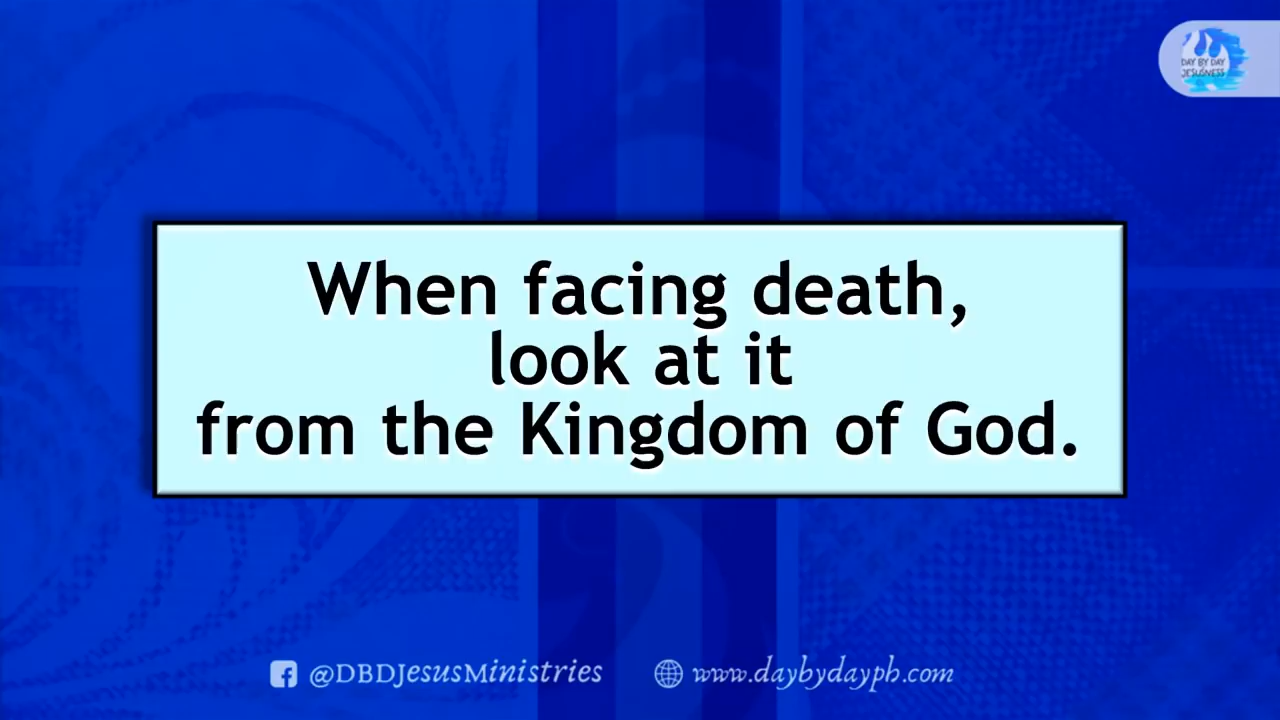 DAY BY DAY
JESUSNESS
When facing death,
look at it
from the Kingdom of God.
@DBDJesusMinistries
www.daybydayph.com